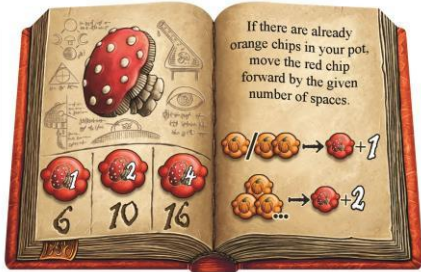 1 2 4
6 10 16
If there are already
orange chips in your pot,
move the red chip
forward by the given
number of spaces.
/ → +1
... → +2